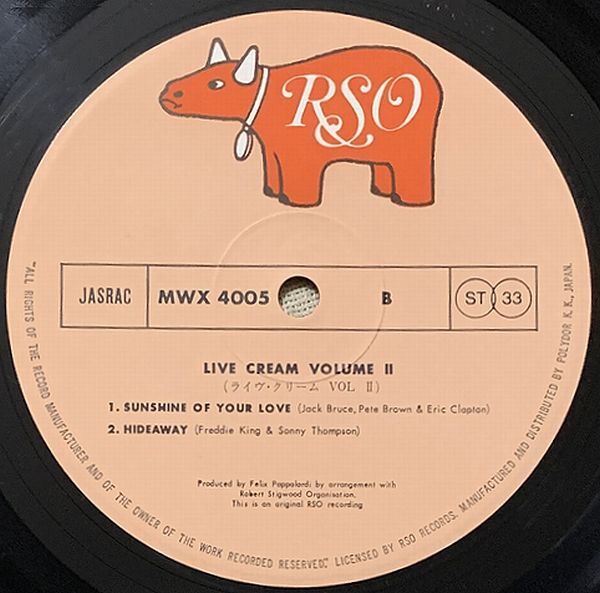 RSO
JASRAC
MWX 4005
B
ST 33
LIVE CREAM VOLUME II
(ライヴ・クリーム VOL II)
1. SUNSHINE OF YOUR LOVE (Jack Bruce, Pete Brown & Eric Clapton)
2. HIDEAWAY (Freddie King & Sonny Thompson)
Produced by Felix Pappalardi by arrangement with
Robert Stigwood Organisation.
This is an original RSO recording
"ALL RIGHTS OF THE RECORD MANUFACTURER AND OF THE OWNER OF THE WORK RECORDED RESERVED." LICENSED BY RSO RECORDS. MANUFACTURED AND DISTRIBUTED BY POLYDOR K. K., JAPAN.